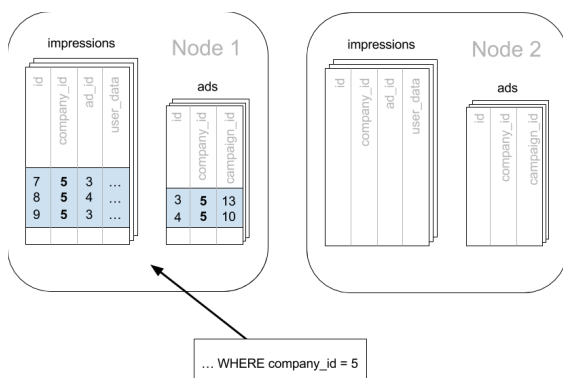 impressions
Node 1
id
company_id
ad_id
user_data
7 5 3 ...
8 5 4 ...
9 5 3 ...
ads
id
company_id
campaign_id
3 5 13
4 5 10
impressions
Node 2
id
company_id
ad_id
user_data
ads
id
company_id
campaign_id
... WHERE company_id = 5